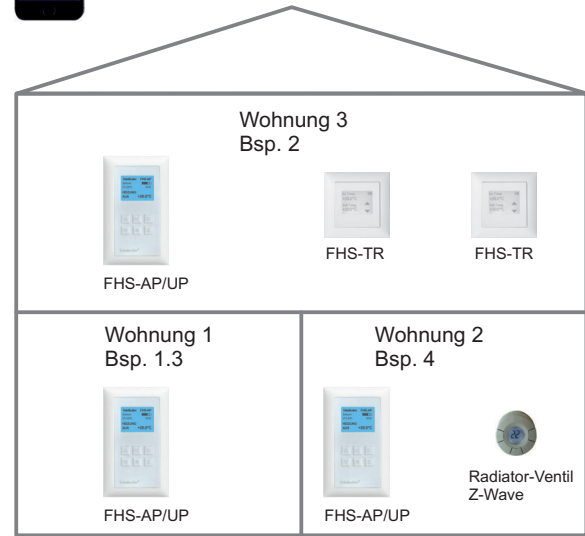 Wohnung 3
Bsp. 2
FHS-AP/UP
FHS-TR
FHS-TR
Wohnung 1
Bsp. 1.3
FHS-AP/UP
Wohnung 2
Bsp. 4
FHS-AP/UP
Radiator-Ventil
Z-Wave